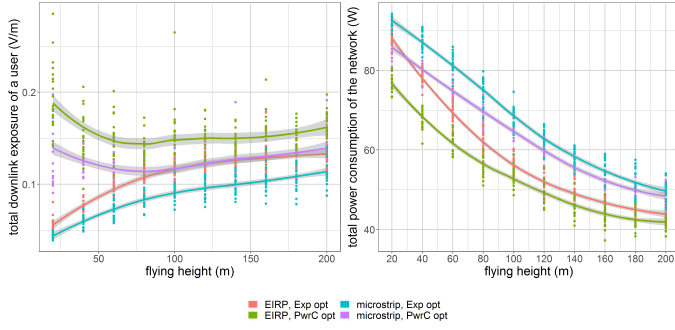 total downlink exposure of a user (V/m)
0.2
0.1
50
100
150
200
flying height (m)
total power consumption of the network (W)
80
60
40
20
40
60
80
100
120
140
160
180
200
flying height (m)
EIRP, Exp opt
microstrip, Exp opt
EIRP, PwrC opt
microstrip, PwrC opt